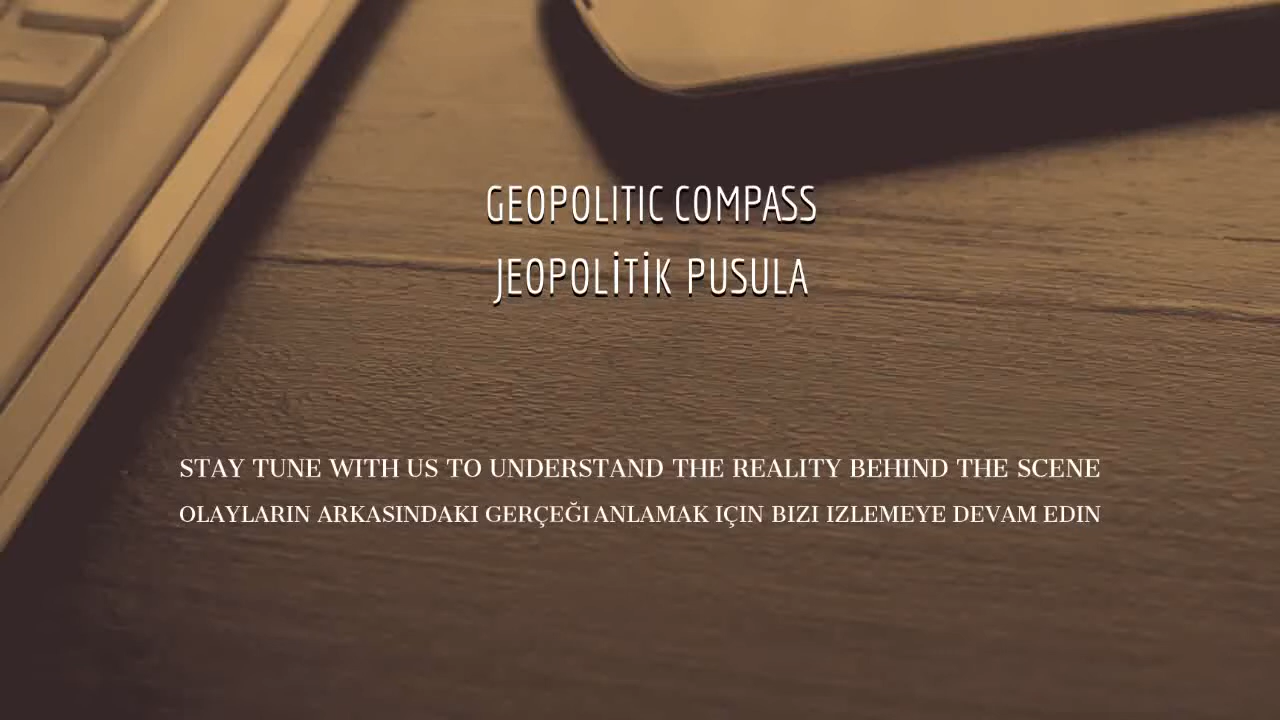 GEOPOLITIC COMPASS
JEOPOLİTİK PUSULA
STAY TUNE WITH US TO UNDERSTAND THE REALITY BEHIND THE SCENE
OLAYLARIN ARKASINDAKI GERÇEĞI ANLAMAK IÇIN BIZI IZLEMEYE DEVAM EDIN